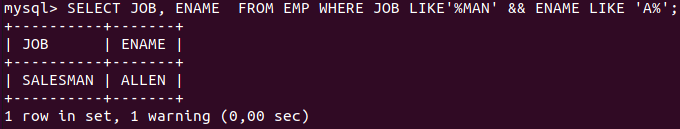 mysql> SELECT JOB, ENAME  FROM EMP WHERE JOB LIKE'%MAN' && ENAME LIKE 'A%';
+----------+-------+
| JOB      | ENAME |
+----------+-------+
| SALESMAN | ALLEN |
+----------+-------+
1 row in set, 1 warning (0,00 sec)